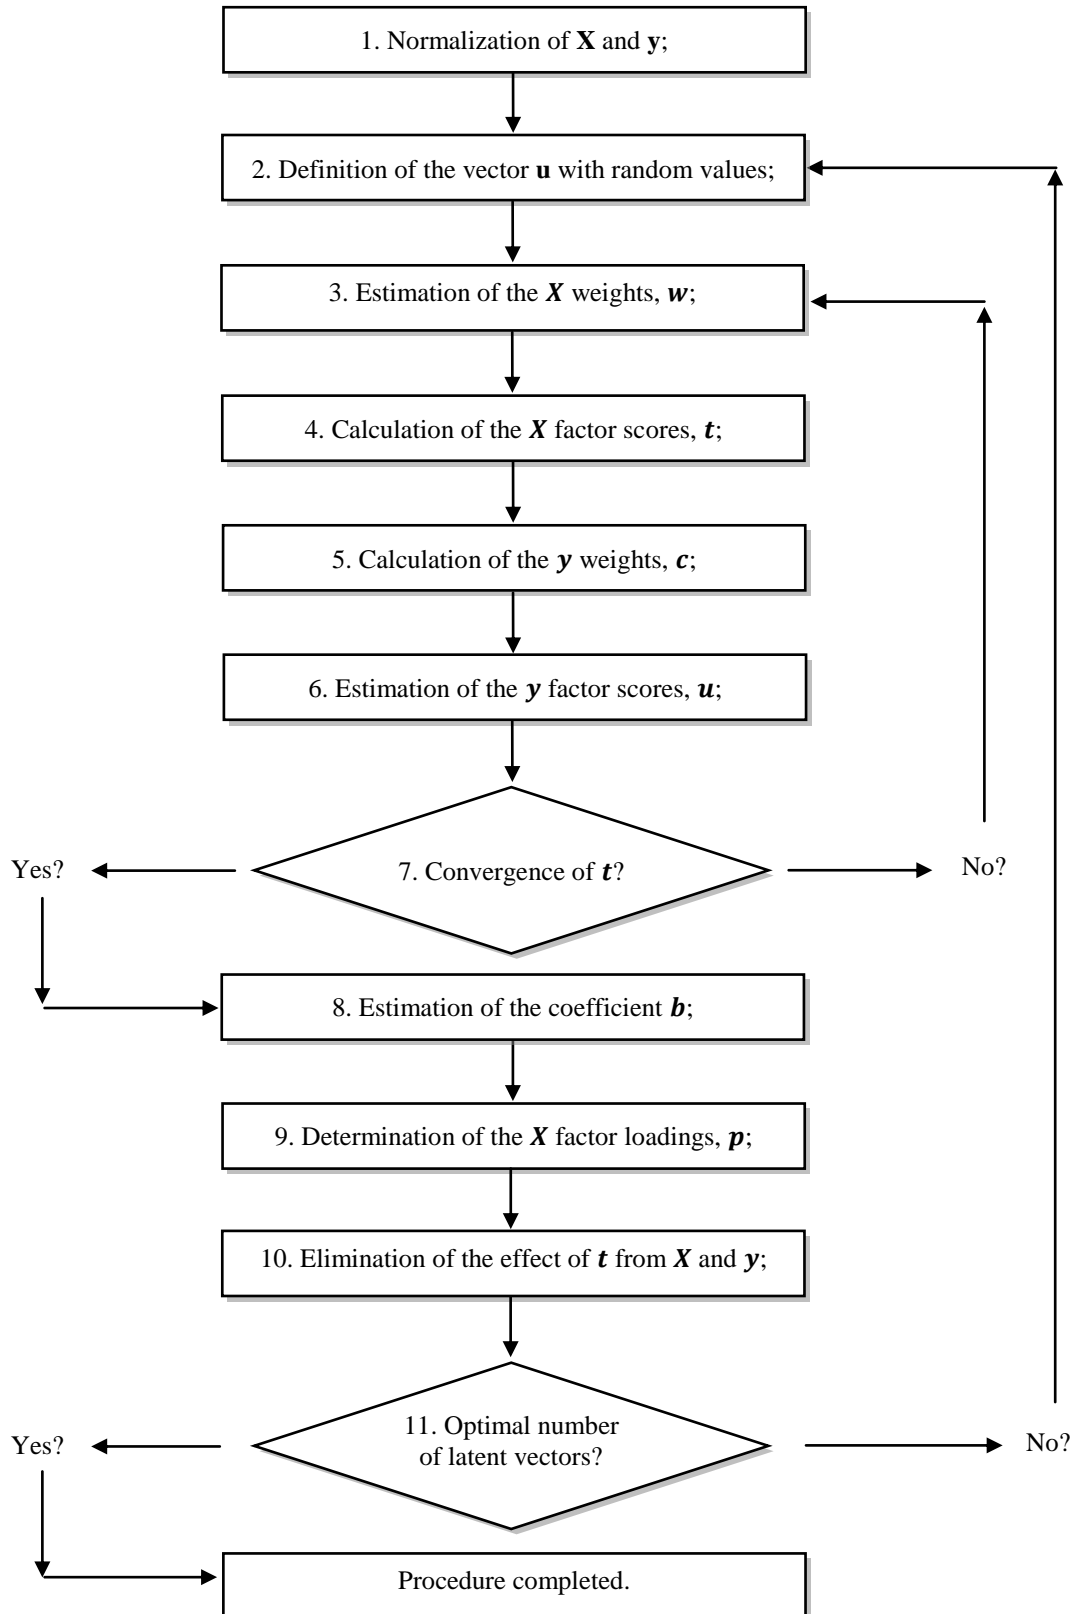 1. Normalization of X and y;
2. Definition of the vector u with random values;
3. Estimation of the X weights, w;
4. Calculation of the X factor scores, t;
5. Calculation of the y weights, c;
6. Estimation of the y factor scores, u;
Yes?
7. Convergence of t?
No?
8. Estimation of the coefficient b;
9. Determination of the X factor loadings, p;
10. Elimination of the effect of t from X and y;
Yes?
11. Optimal number
of latent vectors?
No?
Procedure completed.